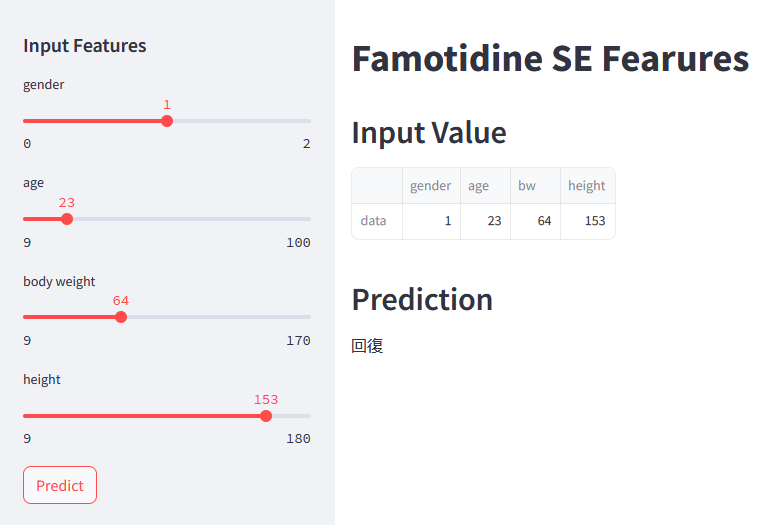 Input Features
gender
1
0 2
age
23
9 100
body weight
64
9 170
height
153
9 180
Predict
Famotidine SE Fearures
Input Value
gender age bw height
data 1 23 64 153
Prediction
回復